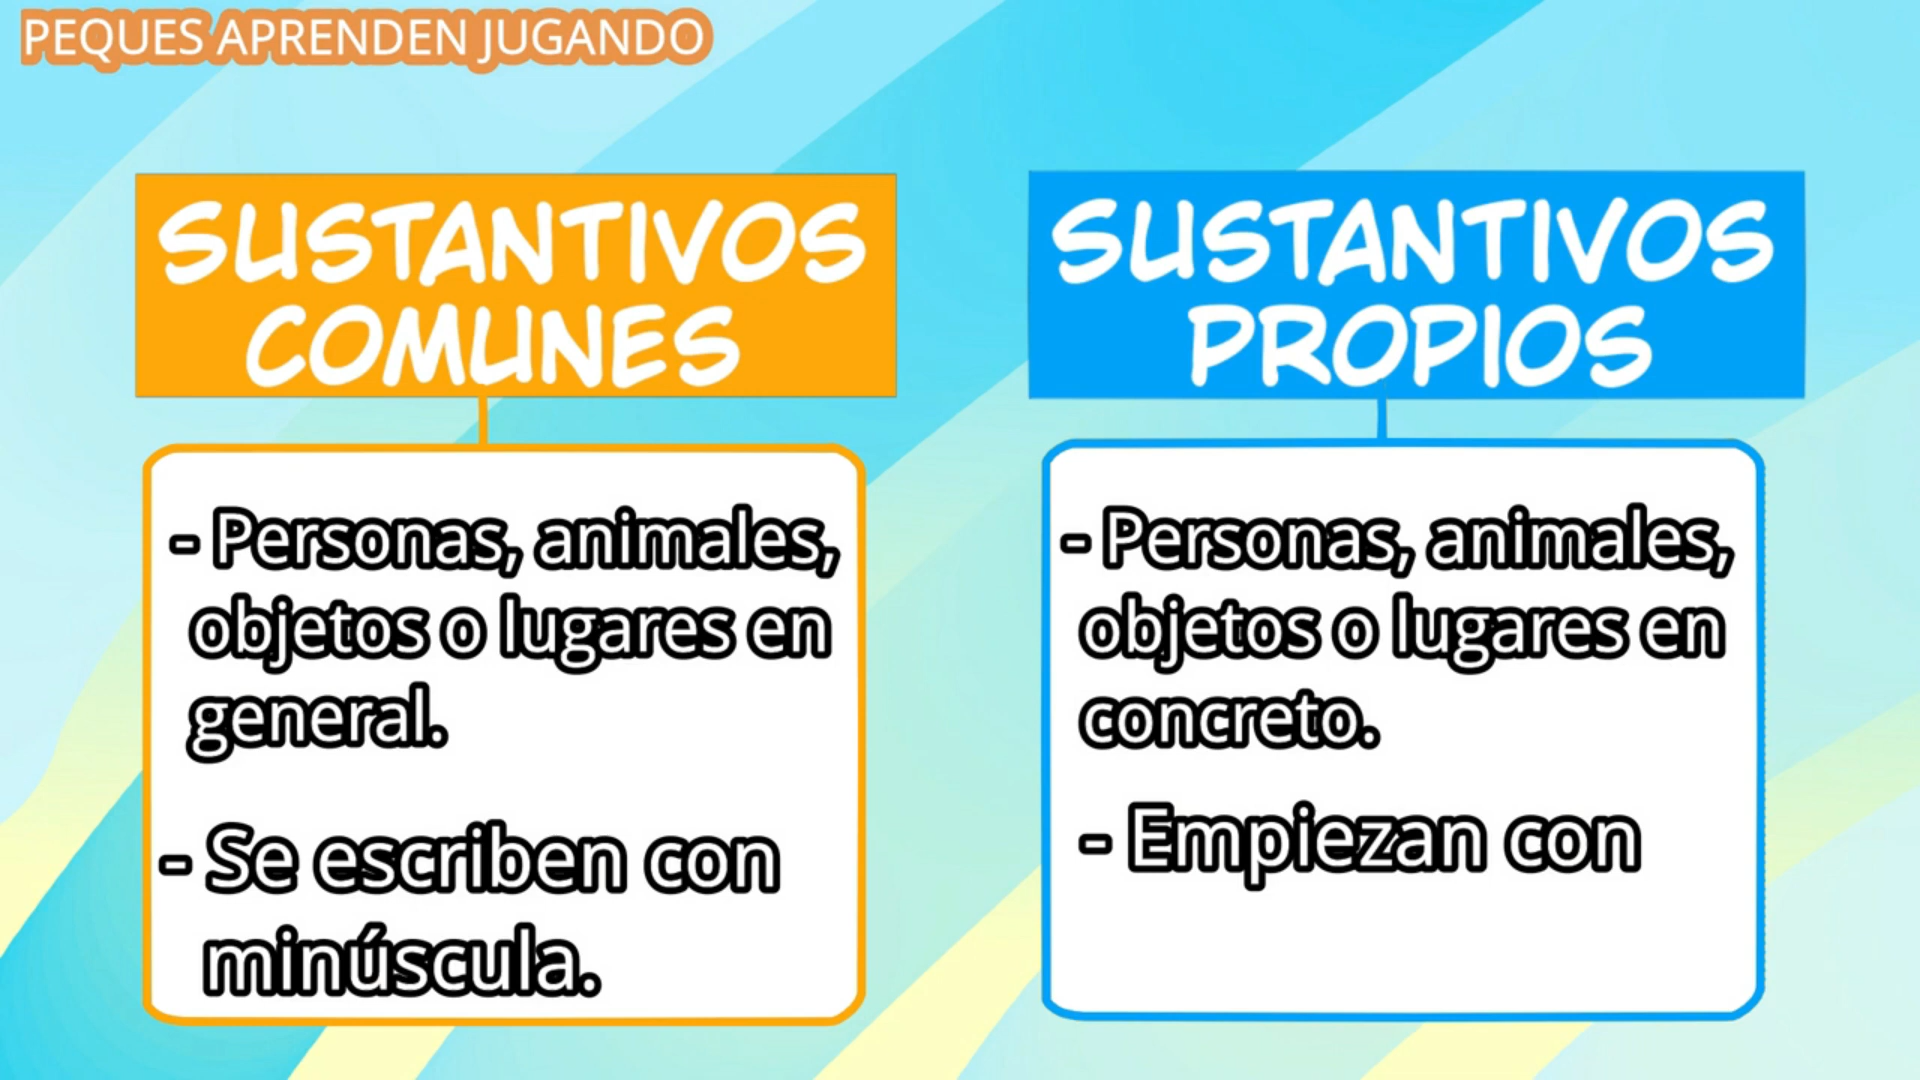 PEQUES APRENDEN JUGANDO
SUSTANTIVOS
COMUNES
- Personas, animales,
objetos o lugares en
general.
- Se escriben con
minúscula.
SUSTANTIVOS
PROPIOS
- Personas, animales,
objetos o lugares en
concreto.
- Empiezan con